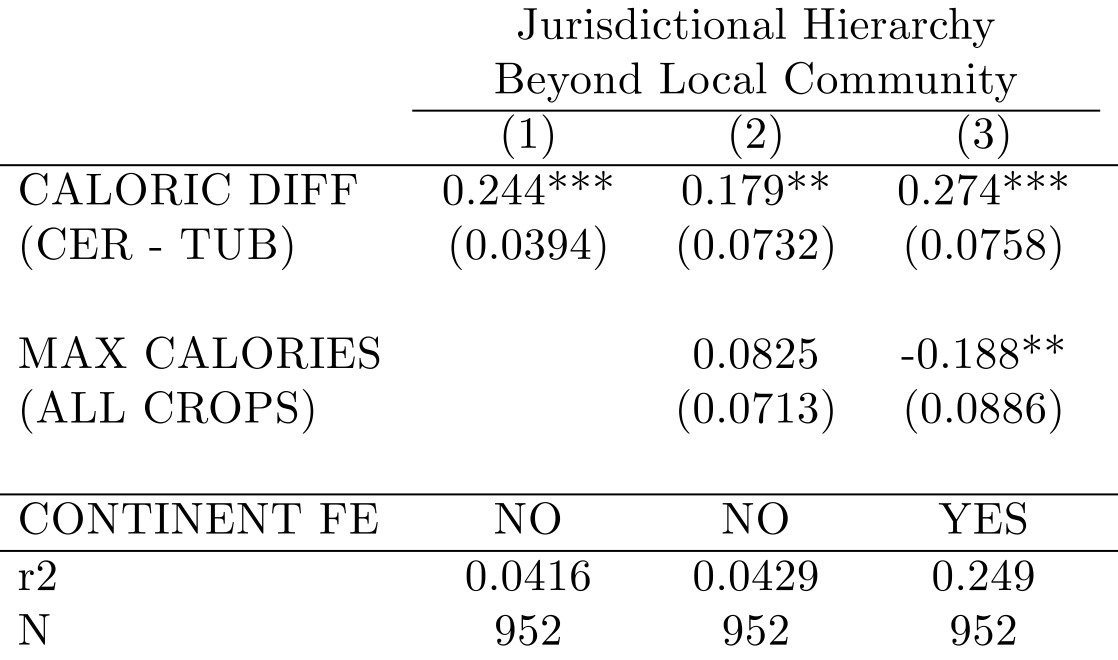 Jurisdictional Hierarchy
Beyond Local Community
(1) (2) (3)
CALORIC DIFF 0.244*** 0.179** 0.274***
(CER - TUB) (0.0394) (0.0732) (0.0758)
MAX CALORIES 0.0825 -0.188**
(ALL CROPS) (0.0713) (0.0886)
CONTINENT FE NO NO YES
r2 0.0416 0.0429 0.249
N 952 952 952